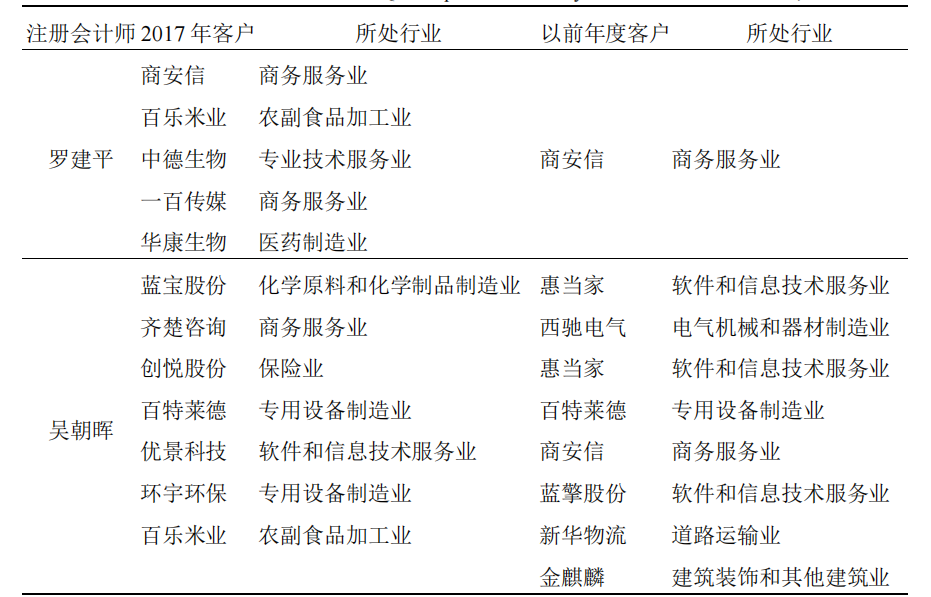 注册会计师 2017 年客户 所处行业 以前年度客户 所处行业
商安信 商务服务业
百乐米业 农副食品加工业
罗建平 中德生物 专业技术服务业 商安信 商务服务业
一百传媒 商务服务业
华康生物 医药制造业
蓝宝股份 化学原料和化学制品制造业 惠当家 软件和信息技术服务业
齐楚咨询 商务服务业 西驰电气 电气机械和器材制造业
创悦股份 保险业 惠当家 软件和信息技术服务业
百特莱德 专用设备制造业 百特莱德 专用设备制造业
吴朝晖
优景科技 软件和信息技术服务业 商安信 商务服务业
环宇环保 专用设备制造业 蓝擎股份 软件和信息技术服务业
百乐米业 农副食品加工业 新华物流 道路运输业
金麒麟 建筑装饰和其他建筑业